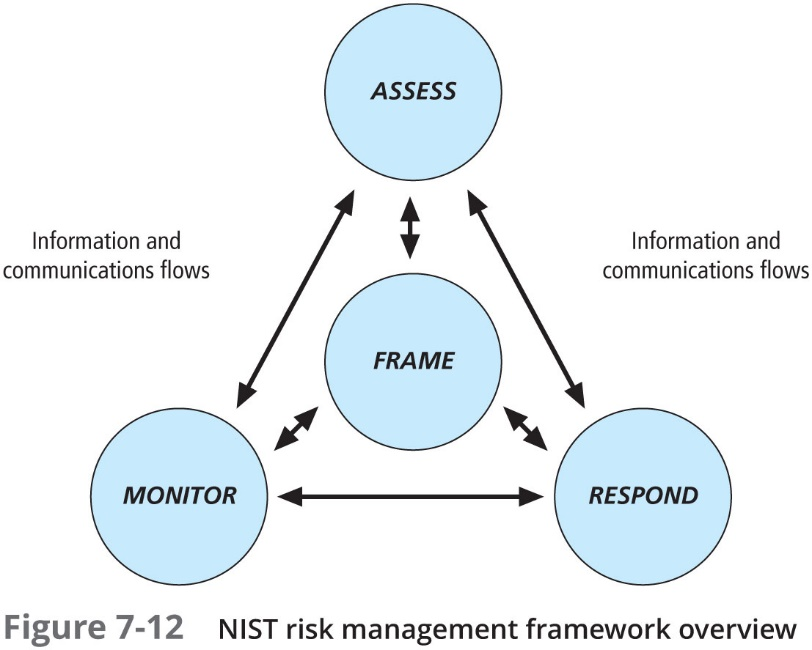 ASSESS
Information and
communications flows
Information and
communications flows
FRAME
MONITOR
RESPOND
Figure 7-12 NIST risk management framework overview